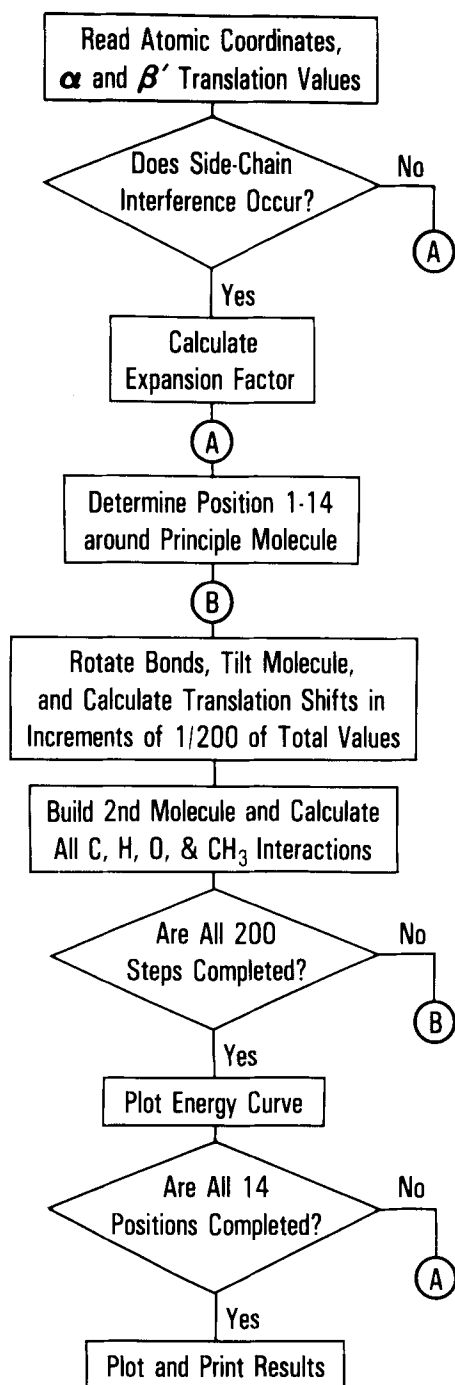 Read Atomic Coordinates,
α and β′ Translation Values
Does Side-Chain
Interference Occur?
No
A
Yes
Calculate
Expansion Factor
A
Determine Position 1-14
around Principle Molecule
B
Rotate Bonds, Tilt Molecule,
and Calculate Translation Shifts in
Increments of 1/200 of Total Values
Build 2nd Molecule and Calculate
All C, H, O, & CH₃ Interactions
Are All 200
Steps Completed?
No
B
Yes
Plot Energy Curve
Are All 14
Positions Completed?
No
A
Yes
Plot and Print Results